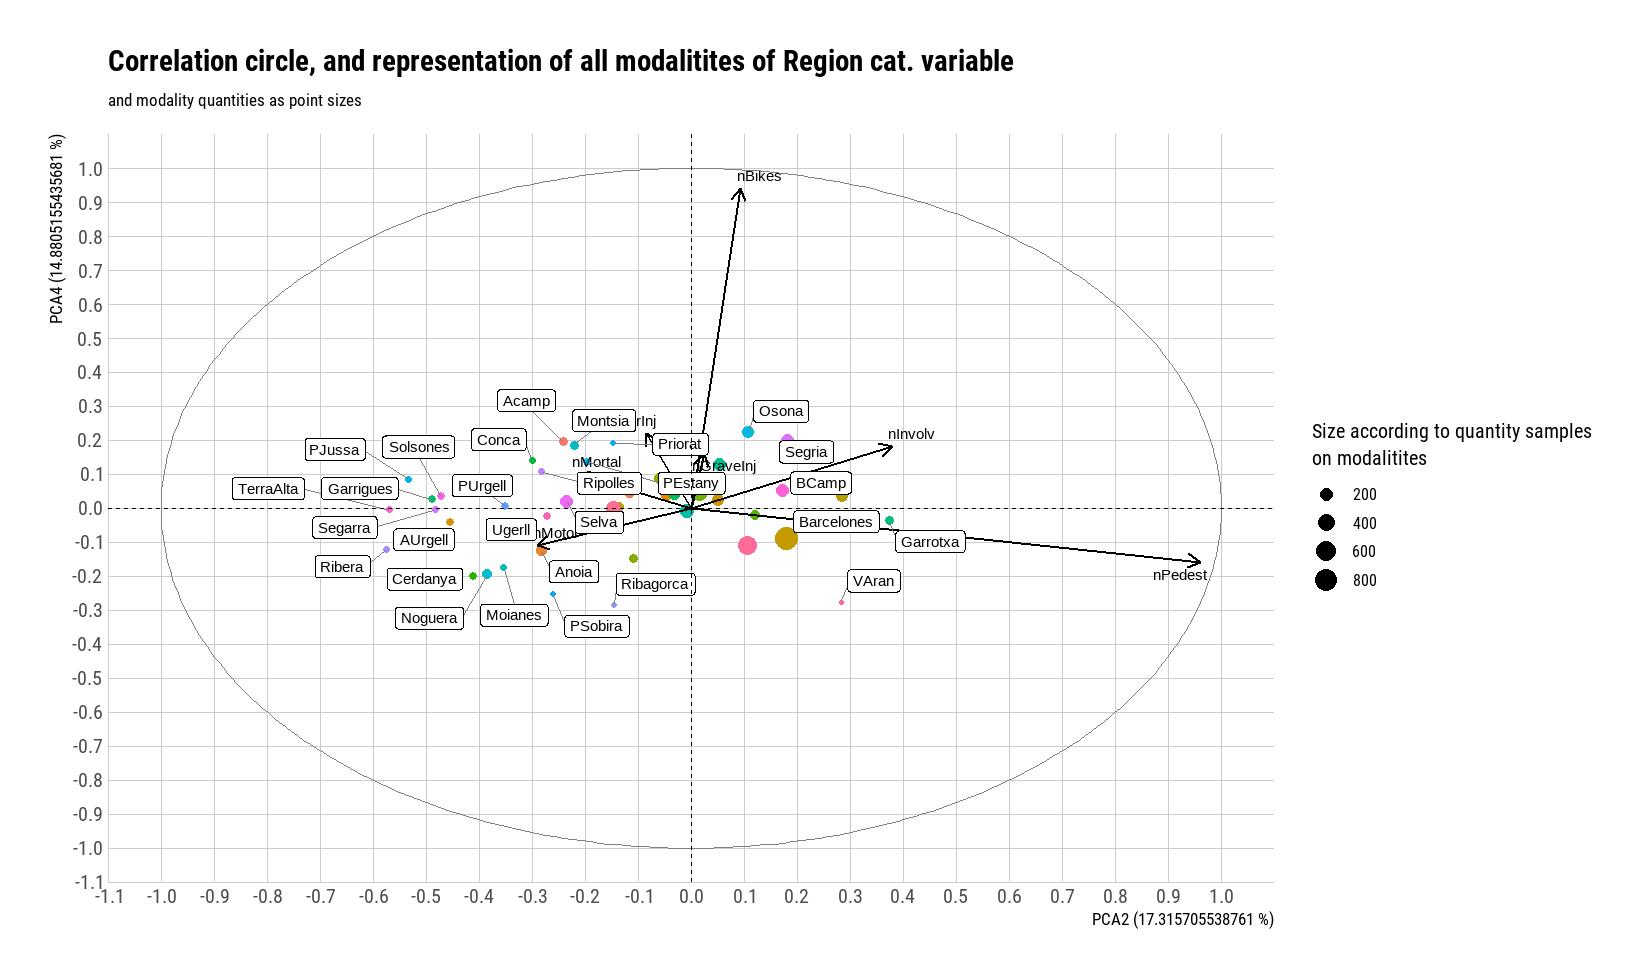 Correlation circle, and representation of all modalitites of Region cat. variable
and modality quantities as point sizes
PCA4 (14.8805155435681 %)
1.0
0.9
0.8
0.7
0.6
0.5
0.4
0.3
0.2
0.1
0.0
-0.1
-0.2
-0.3
-0.4
-0.5
-0.6
-0.7
-0.8
-0.9
-1.0
-1.1
nBikes
Acamp
Osona
Montsia
rInj
nInvolv
Conca
Priorat
Solsones
PJussa
Segria
nMortal
GraveInj
Ripolles
PEstany
BCamp
PUrgell
Garrigues
TerraAlta
Selva
Barcelones
Segarra
Ugerll
nMoto
AUrgell
Garrotxa
Ribera
Anoia
nPedest
Cerdanya
Ribagorca
VAran
Noguera
Moianes
PSobira
-1.1 -1.0 -0.9 -0.8 -0.7 -0.6 -0.5 -0.4 -0.3 -0.2 -0.1 0.0 0.1 0.2 0.3 0.4 0.5 0.6 0.7 0.8 0.9 1.0
PCA2 (17.315705538761 %)
Size according to quantity samples
on modalitites
200
400
600
800